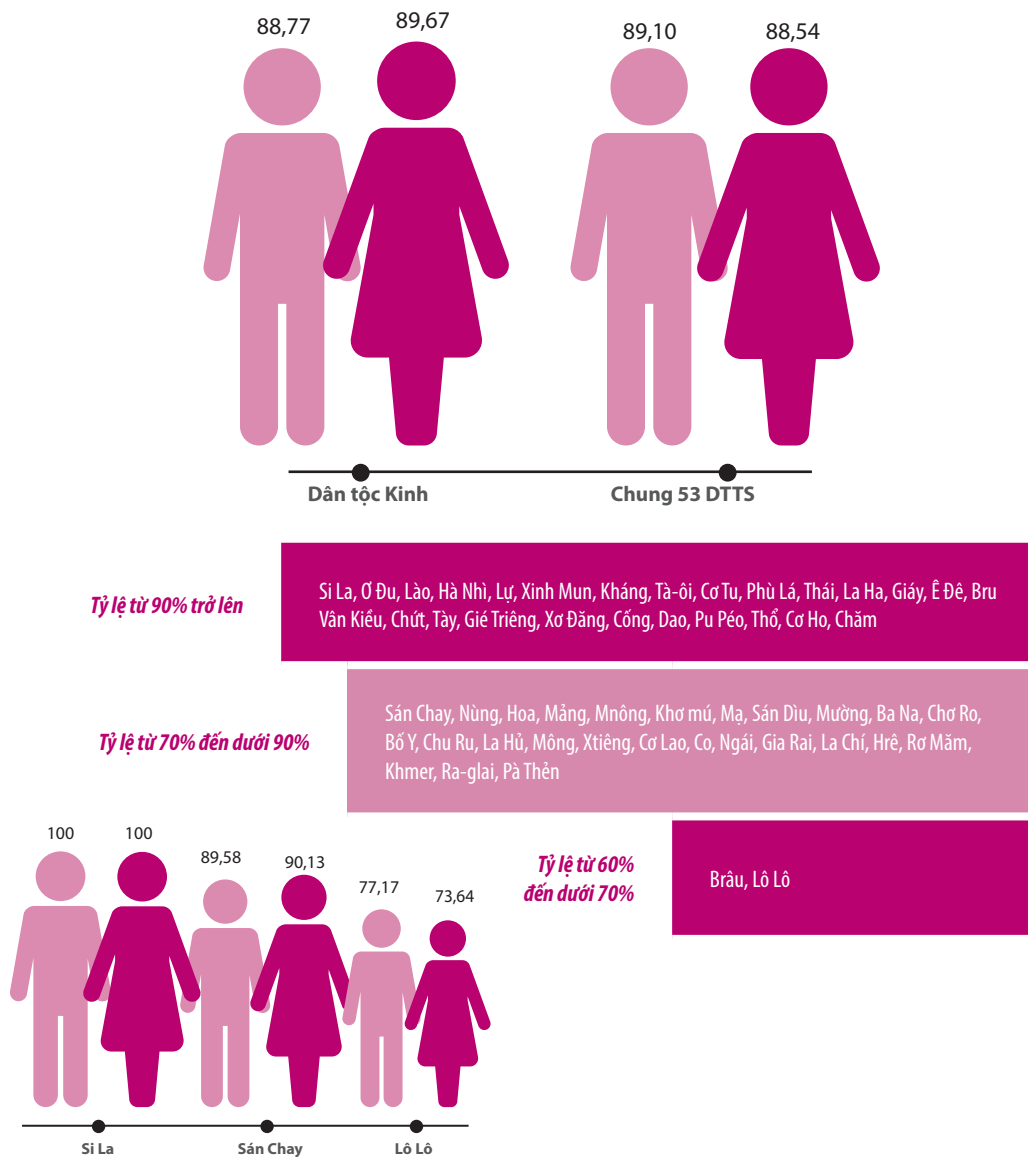 88,77
89,67
89,10
88,54
Dân tộc Kinh
Chung 53 DTTS
Tỷ lệ từ 90% trở lên
Si La, Ơ Đu, Lào, Hà Nhì, Lự, Xinh Mun, Kháng, Tà-ôi, Cơ Tu, Phù Lá, Thái, La Ha, Giáy, Ê Đê, Bru
Vân Kiều, Chứt, Tày, Gié Triêng, Xơ Đăng, Cống, Dao, Pu Péo, Thổ, Cơ Ho, Chăm
Tỷ lệ từ 70% đến dưới 90%
Sán Chay, Nùng, Hoa, Mảng, Mnông, Khơ mú, Mạ, Sán Dìu, Mường, Ba Na, Chơ Ro,
Bố Y, Chu Ru, La Hủ, Mông, Xtiêng, Cơ Lao, Co, Ngái, Gia Rai, La Chí, Hrê, Rơ Măm,
Khmer, Ra-glai, Pà Thẻn
Tỷ lệ từ 60%
đến dưới 70%
Brâu, Lô Lô
100
100
89,58
90,13
77,17
73,64
Si La
Sán Chay
Lô Lô